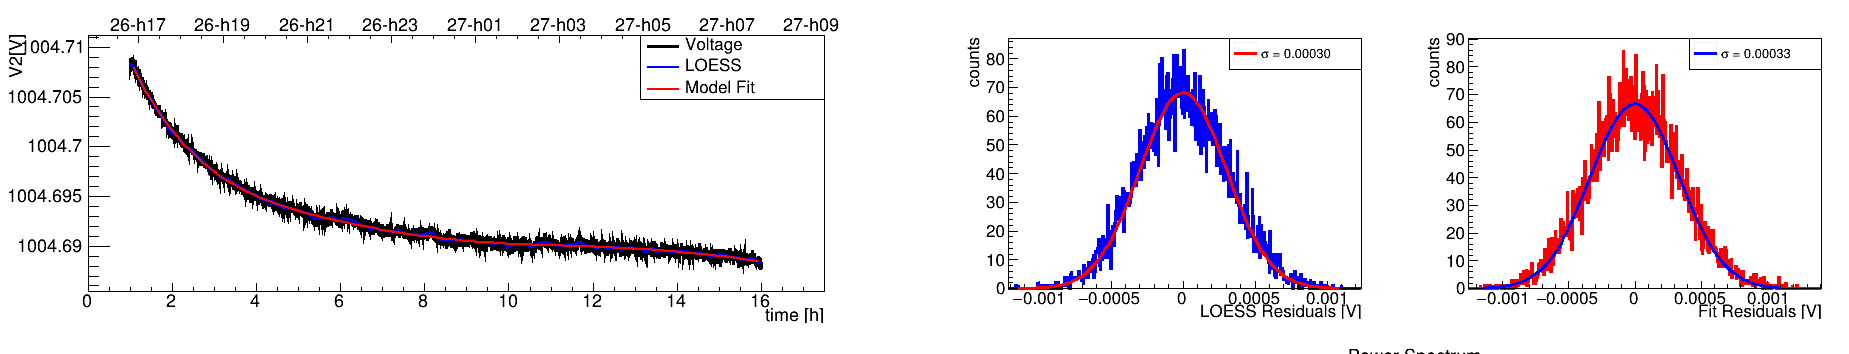 26-h17 26-h19 26-h21 26-h23 27-h01 27-h03 27-h05 27-h07 27-h09
V2[V]
1004.71
1004.705
1004.7
1004.695
1004.69
Voltage
LOESS
Model Fit
0 2 4 6 8 10 12 14 16
time [h]
counts
80
70
60
50
40
30
20
10
0
σ = 0.00030
−0.001 −0.0005 0 0.0005 0.001
LOESS Residuals [V]
counts
90
80
70
60
50
40
30
20
10
0
σ = 0.00033
−0.001 −0.0005 0 0.0005 0.001
Fit Residuals [V]
Power Spectrum